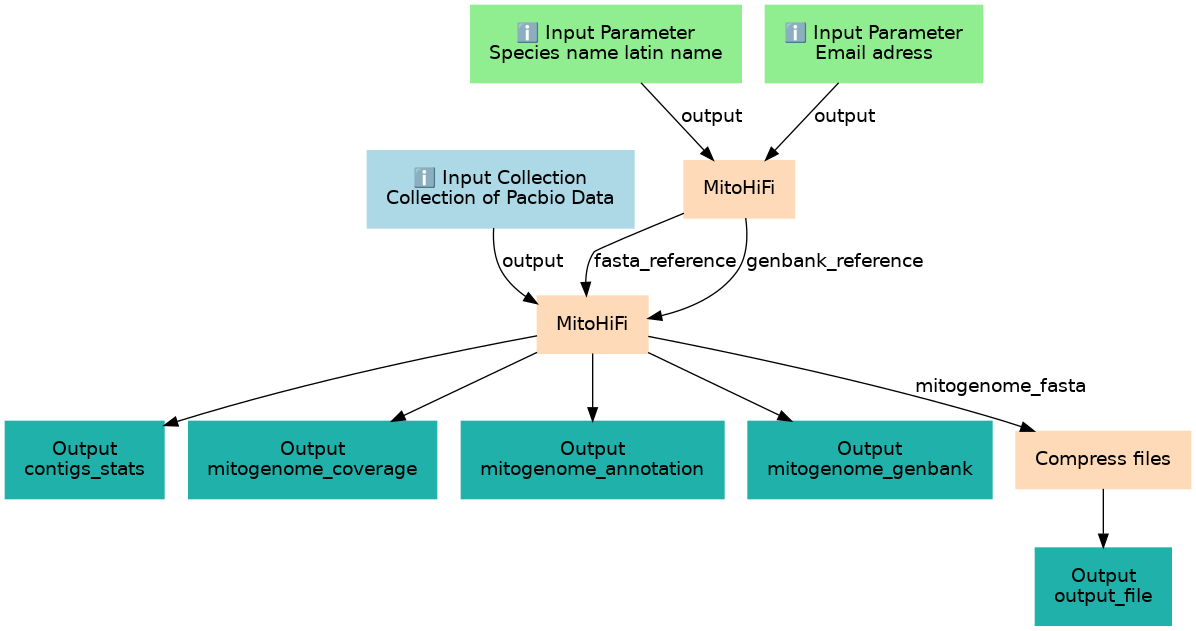 ℹ️ Input Parameter
Species name latin name
ℹ️ Input Parameter
Email adress
output
output
ℹ️ Input Collection
Collection of Pacbio Data
MitoHiFi
output
fasta_reference
genbank_reference
MitoHiFi
mitogenome_fasta
Output
contigs_stats
Output
mitogenome_coverage
Output
mitogenome_annotation
Output
mitogenome_genbank
Compress files
Output
output_file